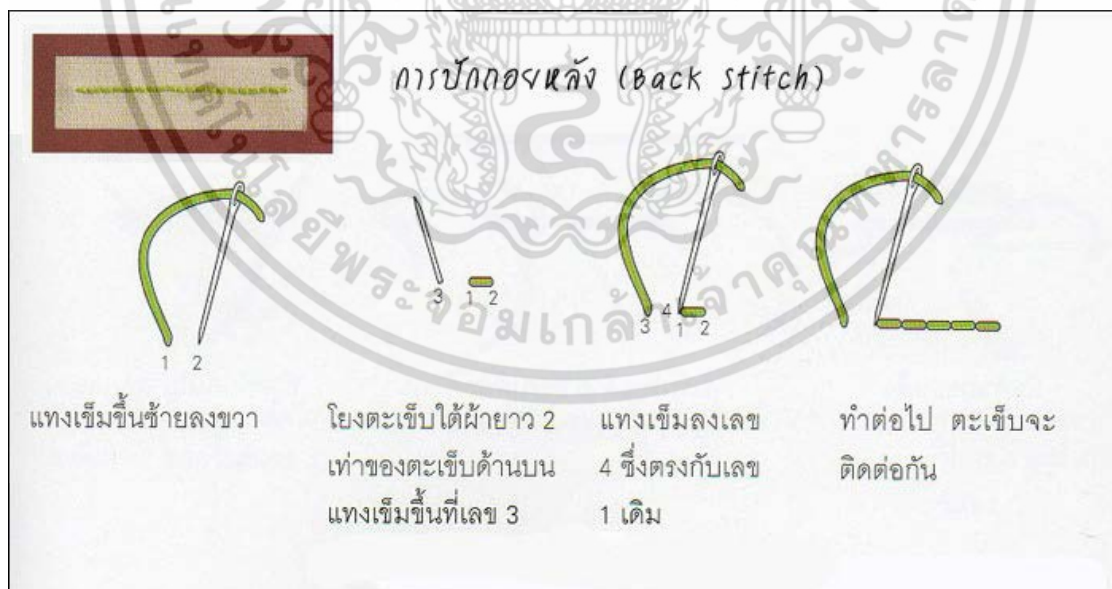 การปักถอยหลัง (Back Stitch)
1 2
แทงเข็มขึ้นซ้ายลงขวา
3 1 2
โยงตะเข็บใต้ผ้ายาว 2
เท่าของตะเข็บด้านบน
แทงเข็มขึ้นที่เลข 3
3 4 1 2
แทงเข็มลงเลข
4 ซึ่งตรงกับเลข
1 เดิม
ทำต่อไป ตะเข็บจะ
ติดต่อกัน